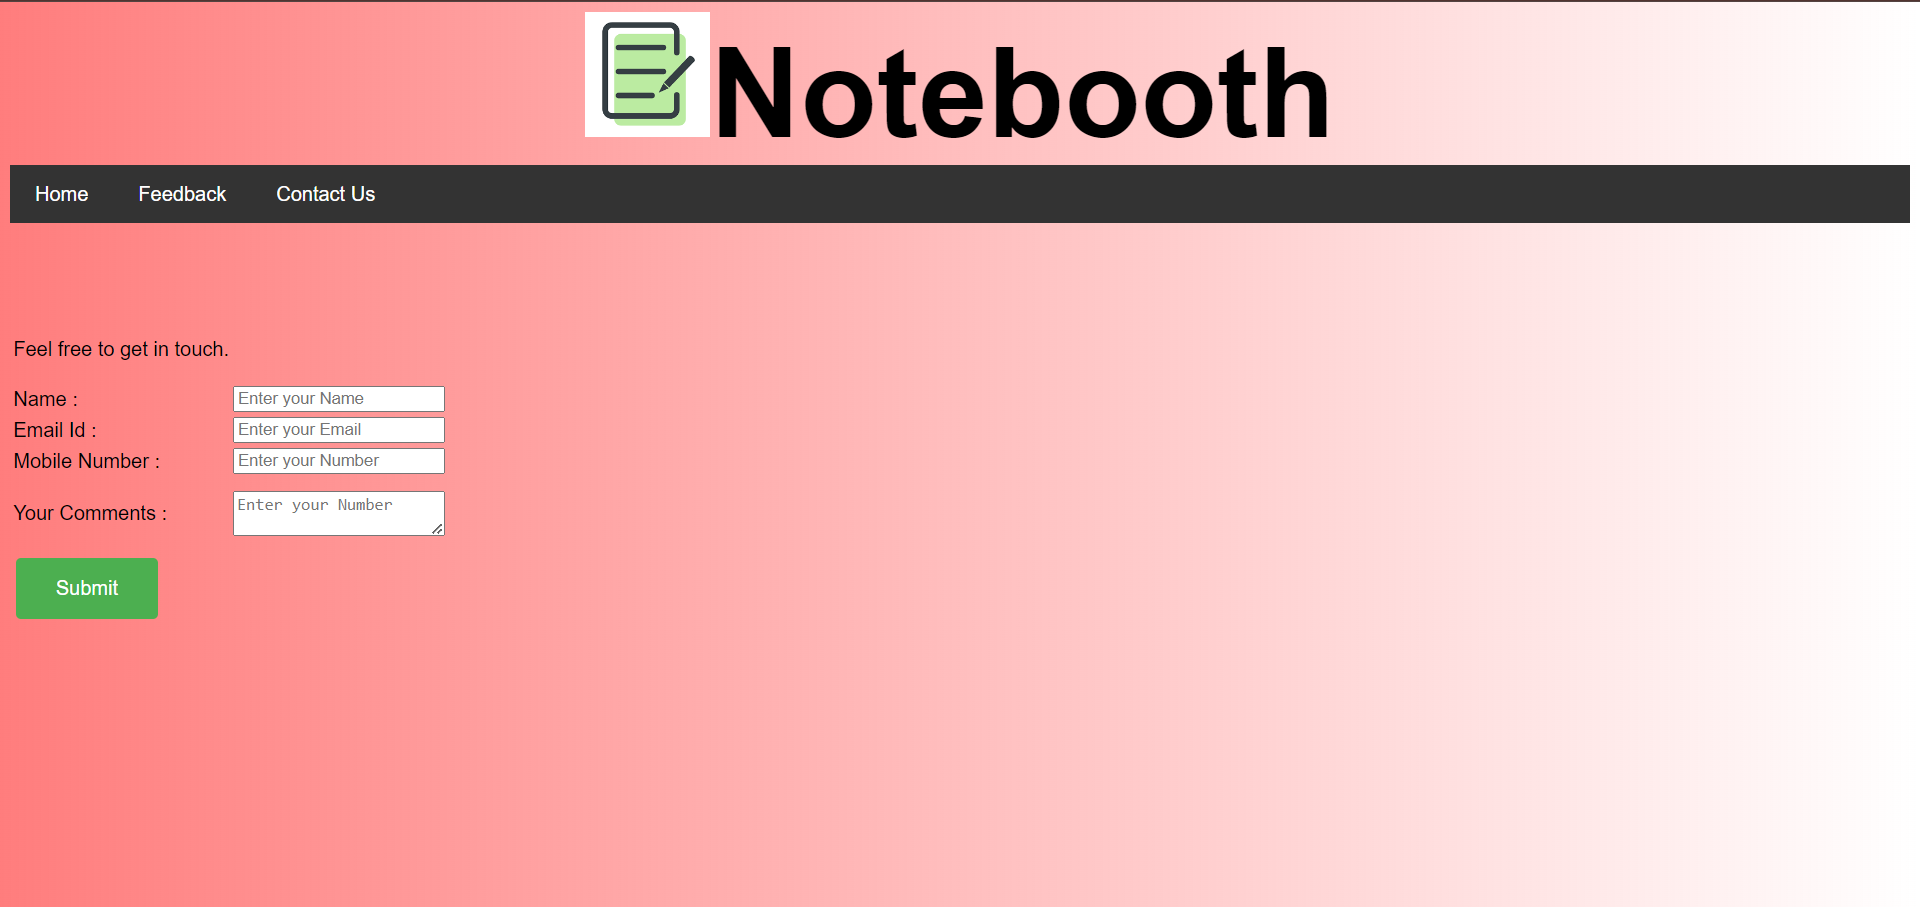 Notebooth
Home Feedback Contact Us
Feel free to get in touch.
Name : Enter your Name
Email Id : Enter your Email
Mobile Number : Enter your Number
Your Comments : Enter your Number
Submit